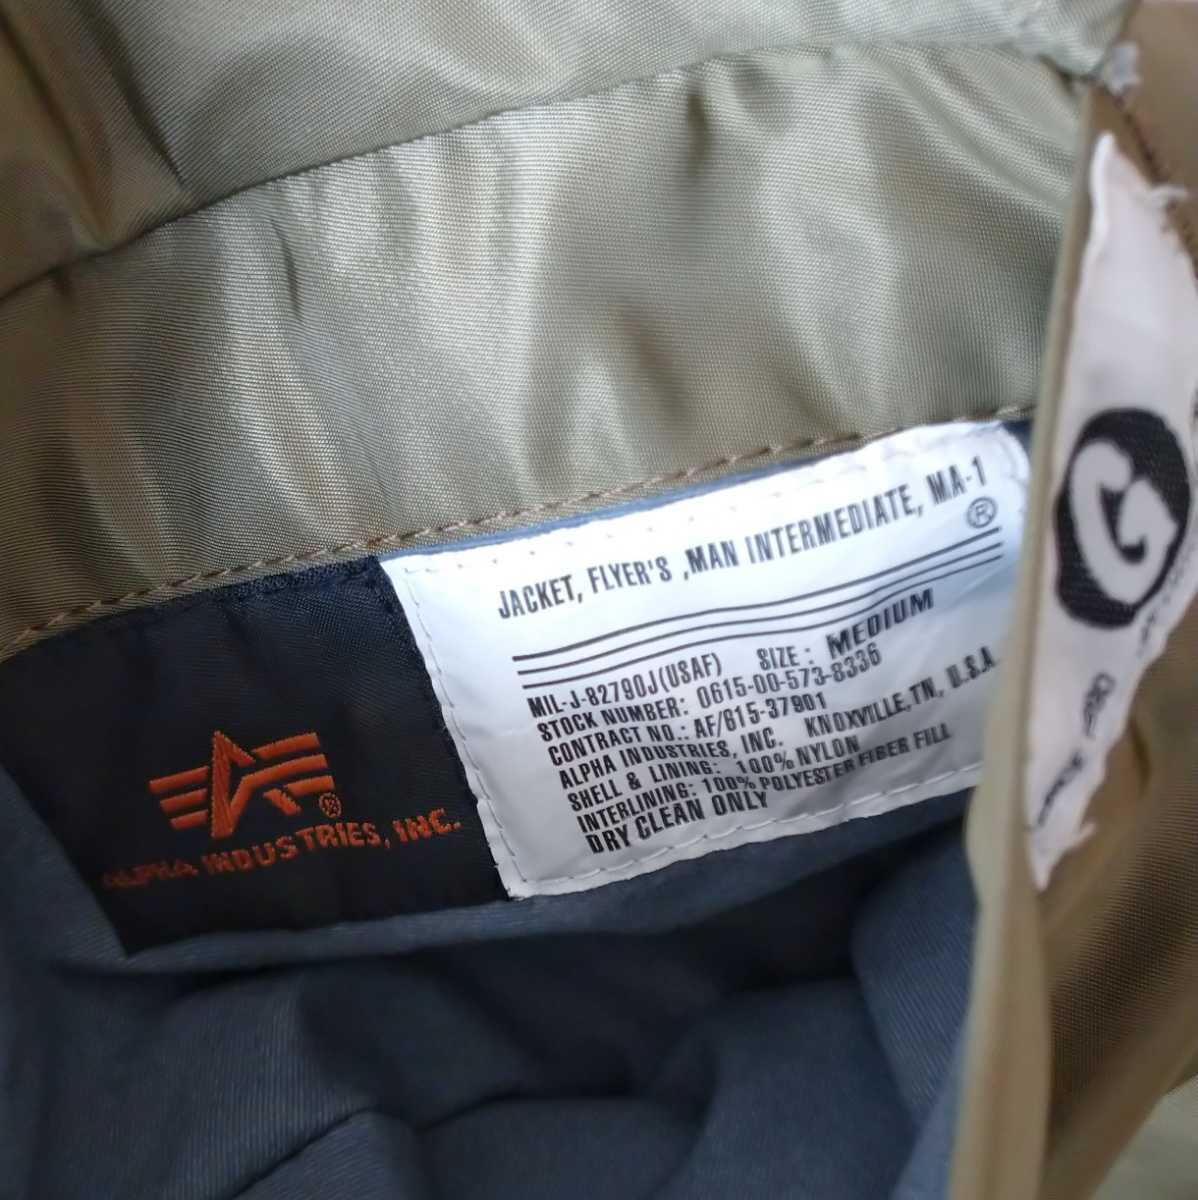 JACKET, FLYER'S ,MAN INTERMEDIATE, MA-1
®
MIL-J-82790J(USAF) SIZE: MEDIUM
STOCK NUMBER: 0615-00-573-8336
CONTRACT NO.: AF/615-37901
ALPHA INDUSTRIES, INC. KNOXVILLE,TN, U.S.A.
SHELL & LINING: 100% NYLON
INTERLINING: 100% POLYESTER FIBER FILL
DRY CLEAN ONLY
®
ALPHA INDUSTRIES, INC.
G